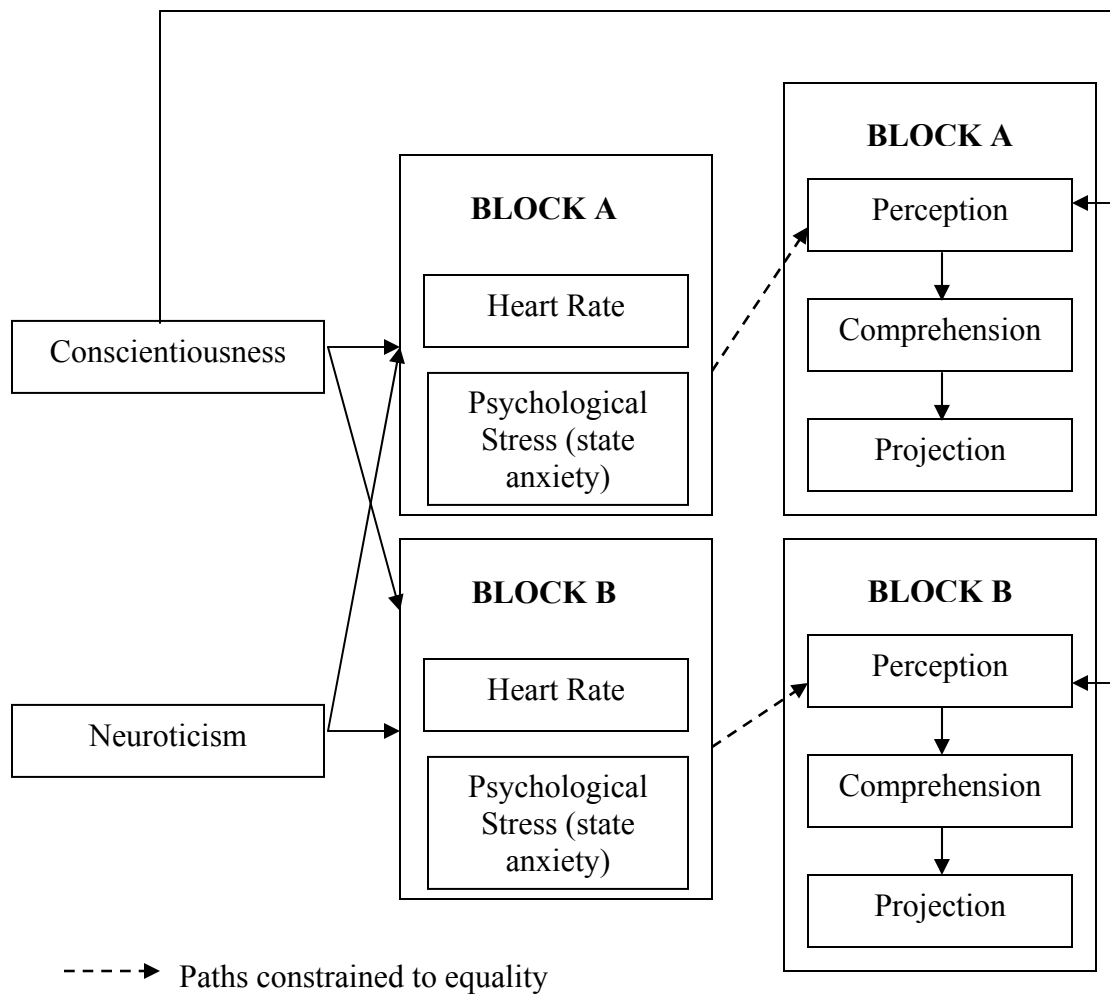 BLOCK A
Perception
Comprehension
Projection
BLOCK A
Heart Rate
Psychological
Stress (state
anxiety)
Conscientiousness
Neuroticism
BLOCK B
Heart Rate
Psychological
Stress (state
anxiety)
BLOCK B
Perception
Comprehension
Projection
Paths constrained to equality